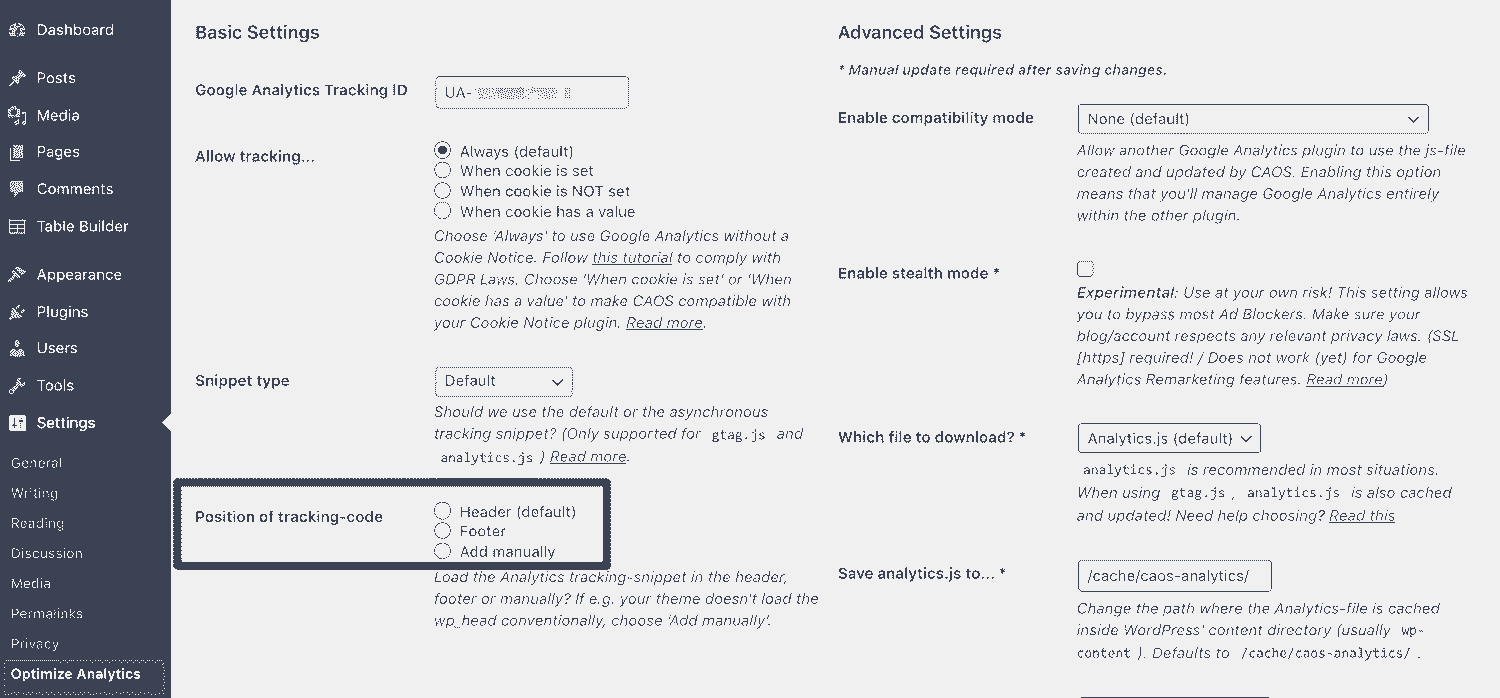 Dashboard
Posts
Media
Pages
Comments
Table Builder
Appearance
Plugins
Users
Tools
Settings
General
Writing
Reading
Discussion
Media
Permalinks
Privacy
Optimize Analytics
Basic Settings
Google Analytics Tracking ID
UA-
Allow tracking...
Always (default)
When cookie is set
When cookie is NOT set
When cookie has a value
Choose 'Always' to use Google Analytics without a
Cookie Notice. Follow this tutorial to comply with
GDPR Laws. Choose 'When cookie is set' or 'When
cookie has a value' to make CAOS compatible with
your Cookie Notice plugin. Read more.
Snippet type
Default
Should we use the default or the asynchronous
tracking snippet? (Only supported for gtag.js and
analytics.js ) Read more.
Position of tracking-code
Header (default)
Footer
Add manually
Load the Analytics tracking-snippet in the header,
footer or manually? If e.g. your theme doesn't load the
wp_head conventionally, choose 'Add manually'.
Advanced Settings
* Manual update required after saving changes.
Enable compatibility mode
None (default)
Allow another Google Analytics plugin to use the js-file
created and updated by CAOS. Enabling this option
means that you'll manage Google Analytics entirely
within the other plugin.
Enable stealth mode *
Experimental: Use at your own risk! This setting allows
you to bypass most Ad Blockers. Make sure your
blog/account respects any relevant privacy laws. (SSL
[https] required! / Does not work (yet) for Google
Analytics Remarketing features. Read more)
Which file to download? *
Analytics.js (default)
analytics.js is recommended in most situations.
When using gtag.js , analytics.js is also cached
and updated! Need help choosing? Read this
Save analytics.js to... *
/cache/caos-analytics/
Change the path where the Analytics-file is cached
inside WordPress' content directory (usually wp-
content ). Defaults to /cache/caos-analytics/ .